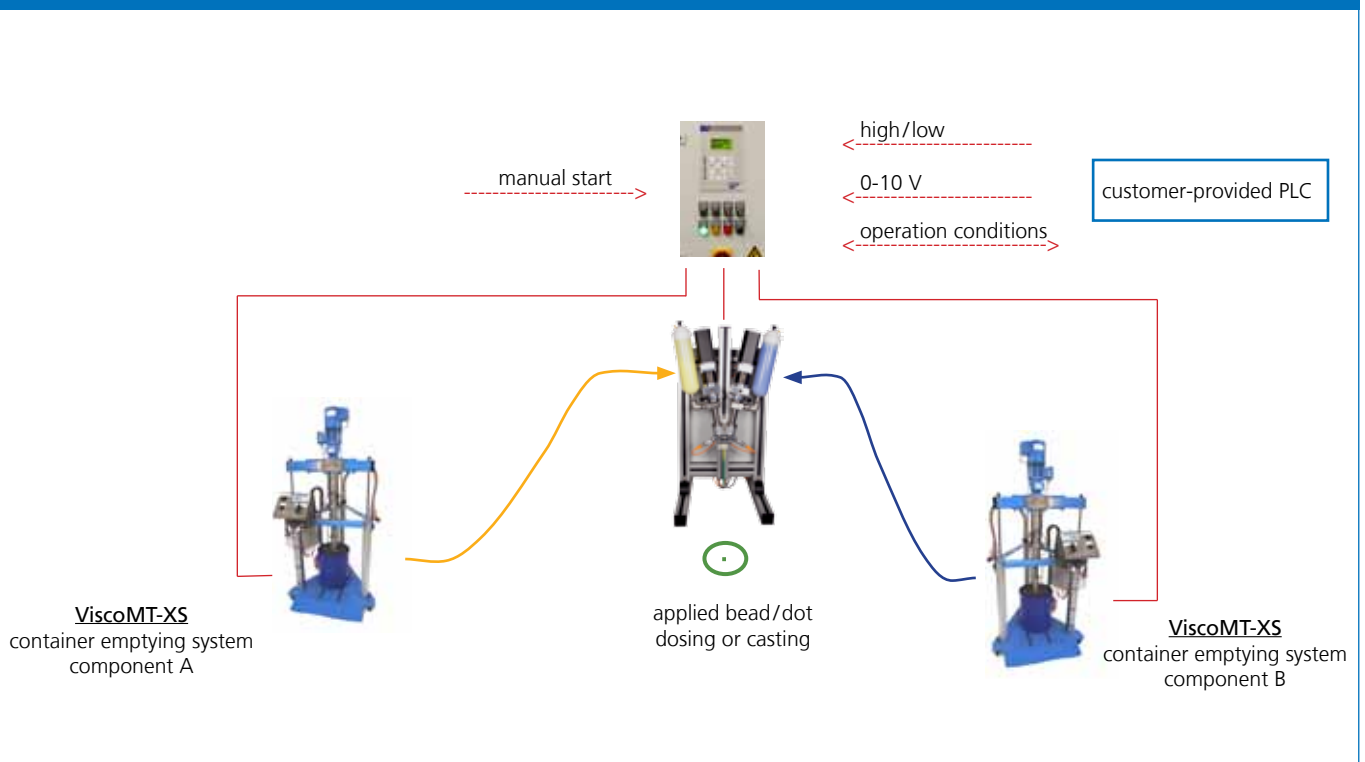 high/low
manual start
0-10 V
customer-provided PLC
operation conditions
applied bead/dot
dosing or casting
ViscoMT-XS
container emptying system
component A
ViscoMT-XS
container emptying system
component B